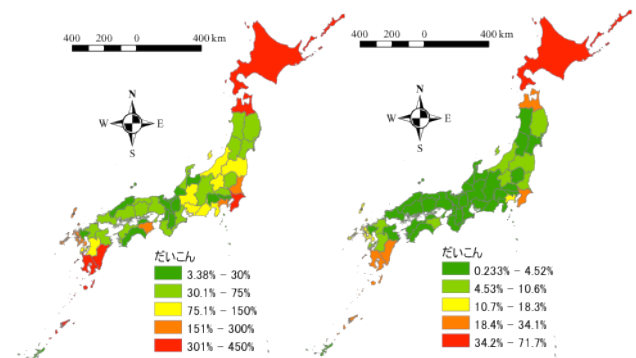 400 200 0 400 km
N
W E
S
だいこん
3.38% - 30%
30.1% - 75%
75.1% - 150%
151% - 300%
301% - 450%
400 200 0 400 km
N
W E
S
だいこん
0.233% - 4.52%
4.53% - 10.6%
10.7% - 18.3%
18.4% - 34.1%
34.2% - 71.7%